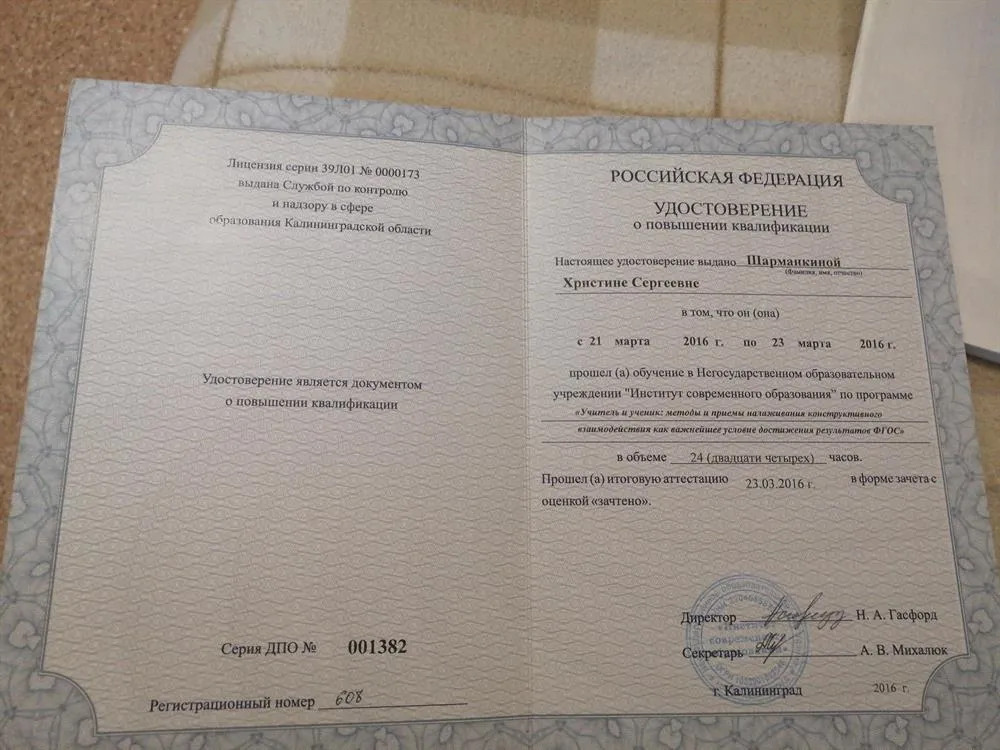 Лицензия серии 39Л01 № 0000173
выдана Службой по контролю
и надзору в сфере
образования Калининградской области
Удостоверение является документом
о повышении квалификации
Серия ДПО № 001382
Регистрационный номер 608
РОССИЙСКАЯ ФЕДЕРАЦИЯ
УДОСТОВЕРЕНИЕ
о повышении квалификации
Настоящее удостоверение выдано Шарманкиной
(Фамилия, имя, отчество)
Христине Сергеевне
в том, что он (она)
с 21 марта 2016 г. по 23 марта 2016 г.
прошел (а) обучение в Негосударственном образовательном
учреждении "Институт современного образования" по программе
«Учитель и ученик: методы и приемы налаживания конструктивного
взаимодействия как важнейшее условие достижения результатов ФГОС»
в объеме 24 (двадцати четырех) часов.
Прошел (а) итоговую аттестацию 23.03.2016 г. в форме зачета с
оценкой «зачтено».
Директор Н. А. Гасфорд
Секретарь А. В. Михалюк
г. Калининград 2016 г.